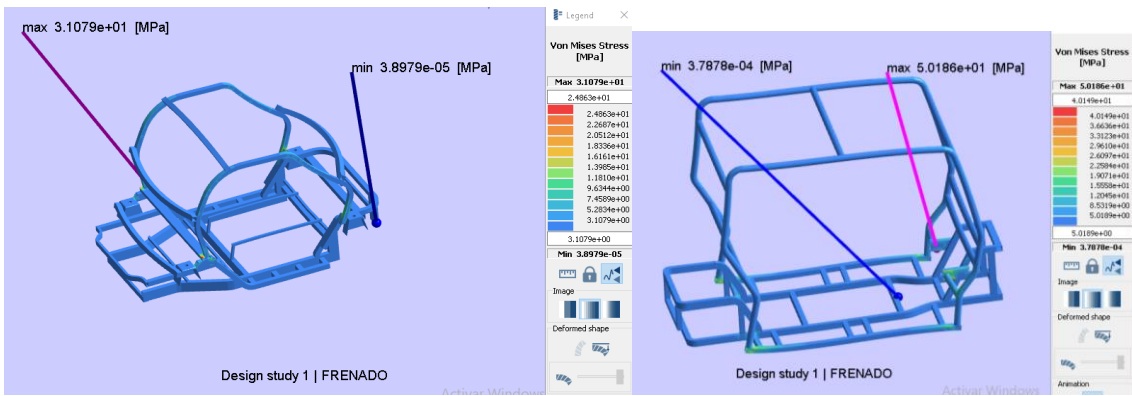 max 3.1079e+01 [MPa]
min 3.8979e-05 [MPa]
Design study 1 | FRENADO
Activar Windows
Legend
Von Mises Stress
[MPa]
Max 3.1079e+01
2.4863e+01
2.4863e+01
2.2687e+01
2.0512e+01
1.8336e+01
1.6161e+01
1.3985e+01
1.1810e+01
9.6344e+00
7.4589e+00
5.2834e+00
3.1079e+00
3.1079e+00
Min 3.8979e-05
Image
Deformed shape
min 3.7878e-04 [MPa]
max 5.0186e+01 [MPa]
Design study 1 | FRENADO
Activar Windows
Von Mises Stress
[MPa]
Max 5.0186e+01
4.0149e+01
4.0149e+01
3.6636e+01
3.3123e+01
2.9610e+01
2.6097e+01
2.2584e+01
1.9071e+01
1.5558e+01
1.2045e+01
8.5319e+00
5.0189e+00
5.0189e+00
Min 3.7878e-04
Image
Deformed shape
Animation